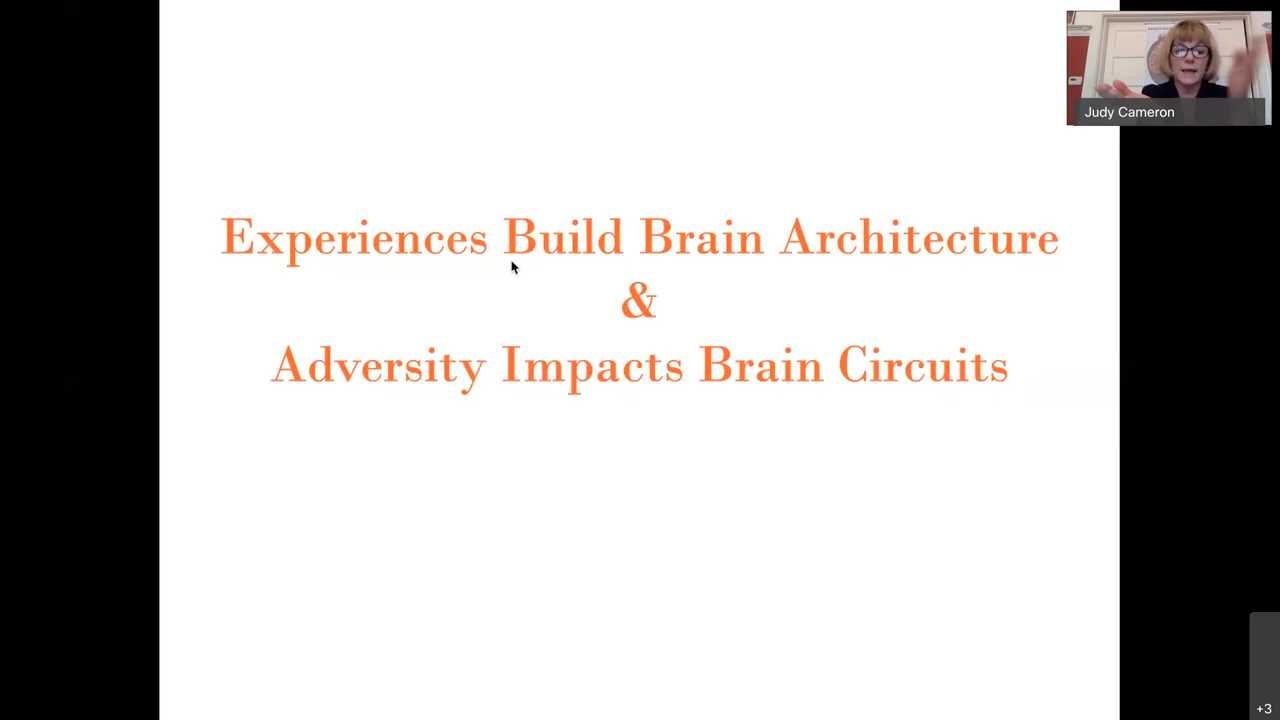 Judy Cameron
Experiences Build Brain Architecture
&
Adversity Impacts Brain Circuits
+3